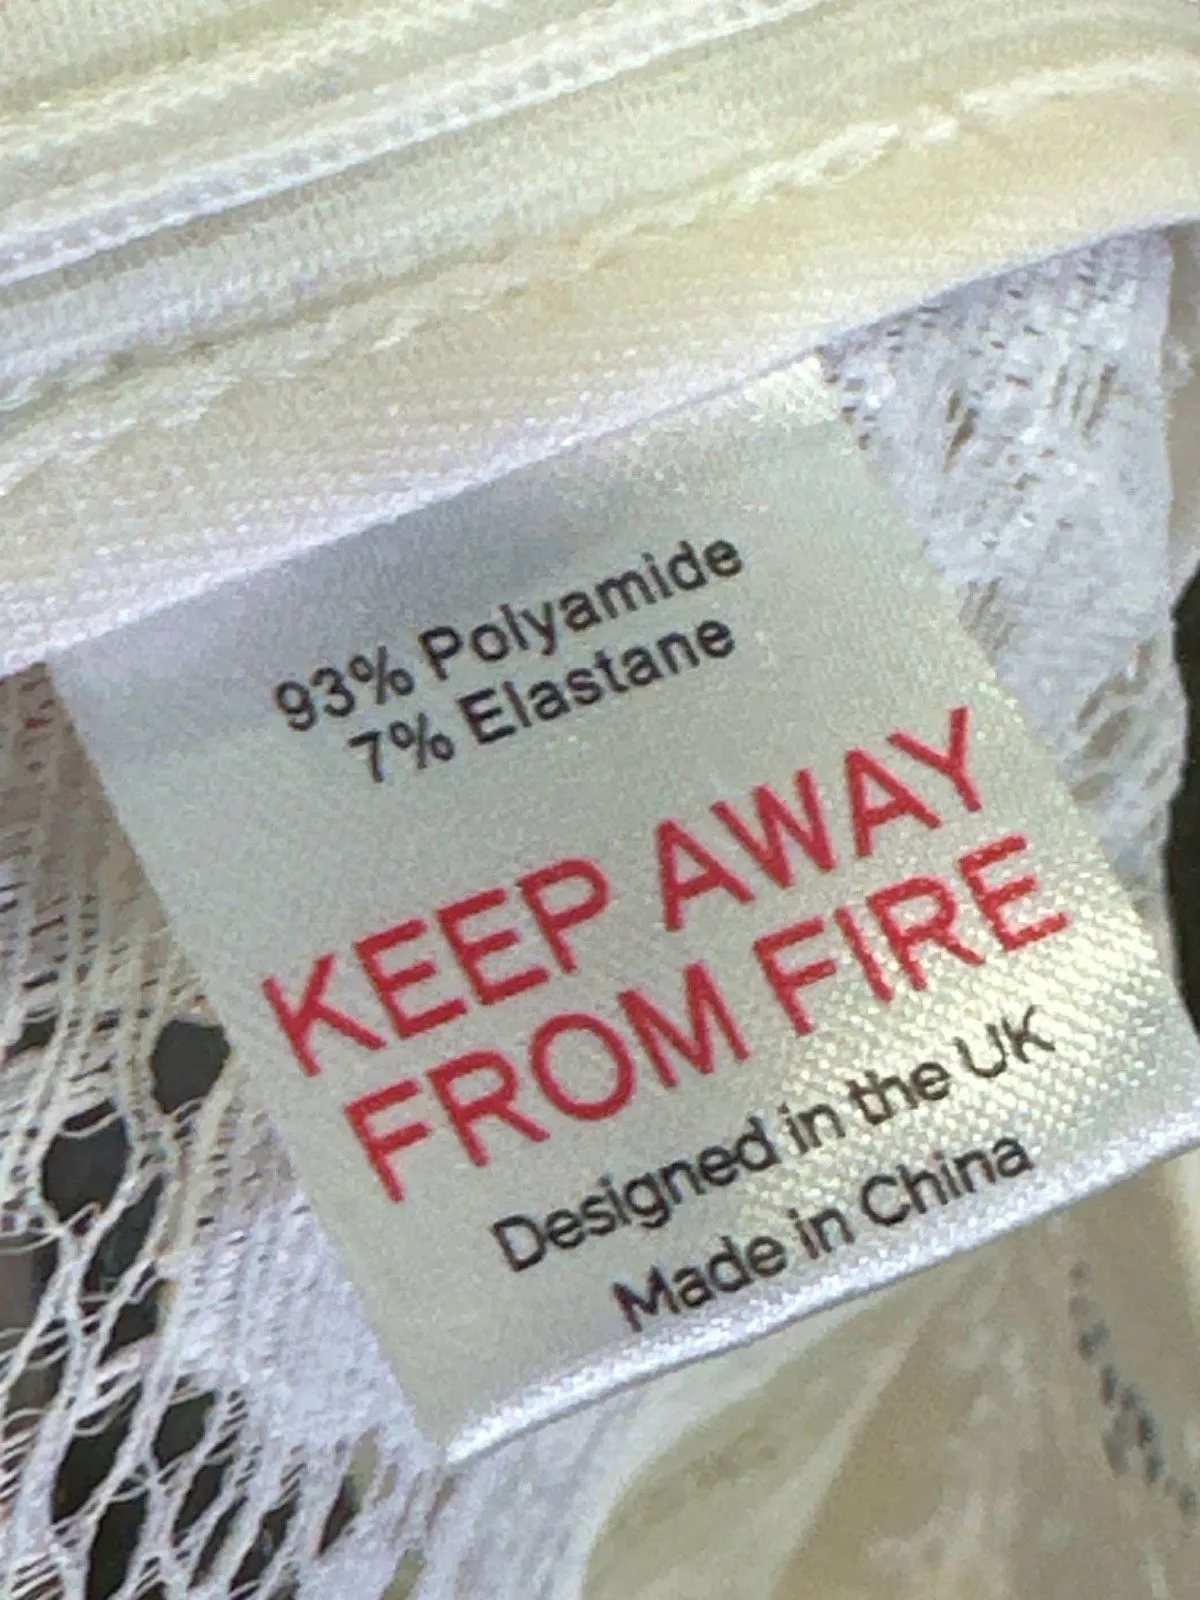 93% Polyamide
7% Elastane
KEEP AWAY
FROM FIRE
Designed in the UK
Made in China